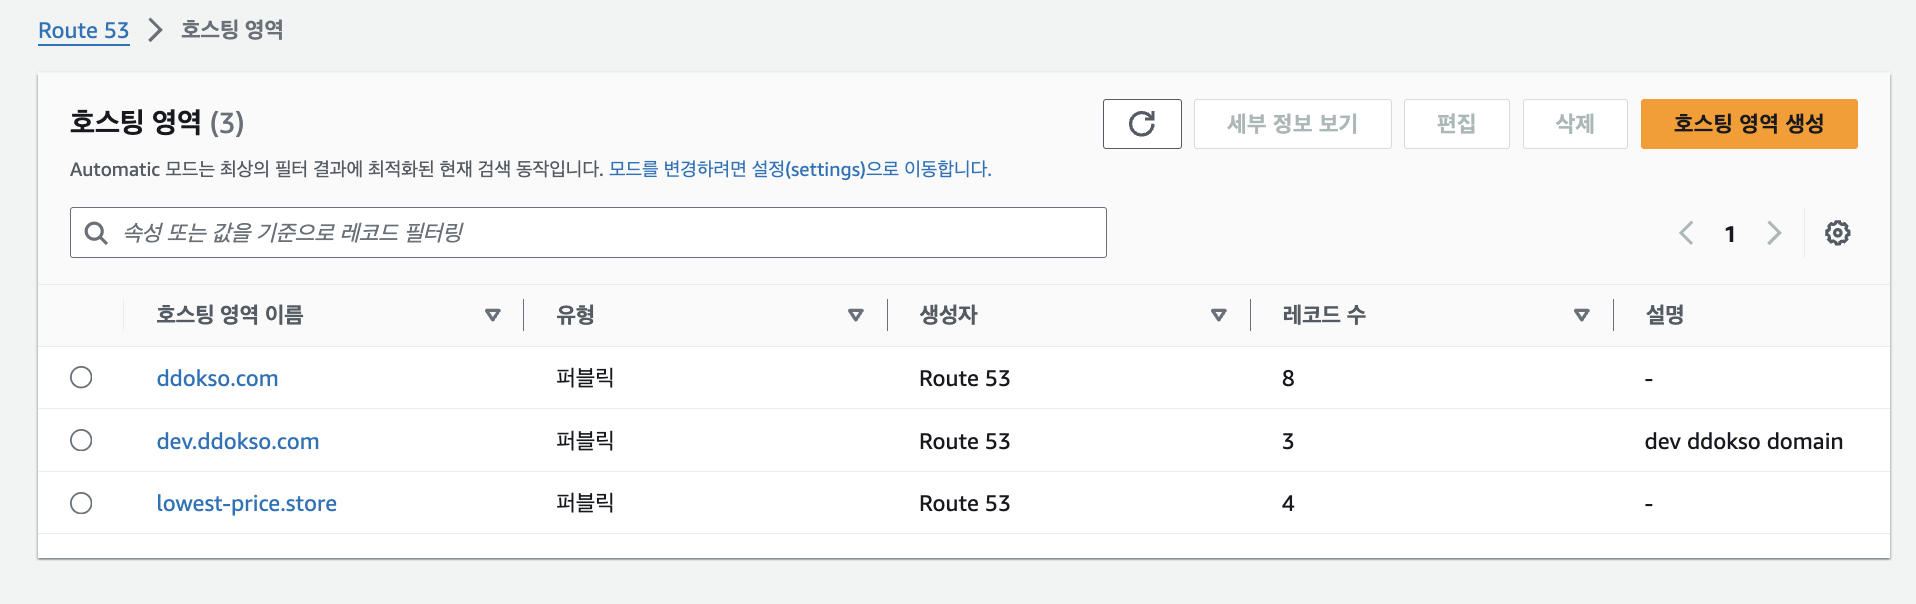 Route 53 > 호스팅 영역
호스팅 영역 (3)
세부 정보 보기 편집 삭제 호스팅 영역 생성
Automatic 모드는 최상의 필터 결과에 최적화된 현재 검색 동작입니다. 모드를 변경하려면 설정(settings)으로 이동합니다.
속성 또는 값을 기준으로 레코드 필터링
1
호스팅 영역 이름 유형 생성자 레코드 수 설명
ddokso.com 퍼블릭 Route 53 8 -
dev.ddokso.com 퍼블릭 Route 53 3 dev ddokso domain
lowest-price.store 퍼블릭 Route 53 4 -